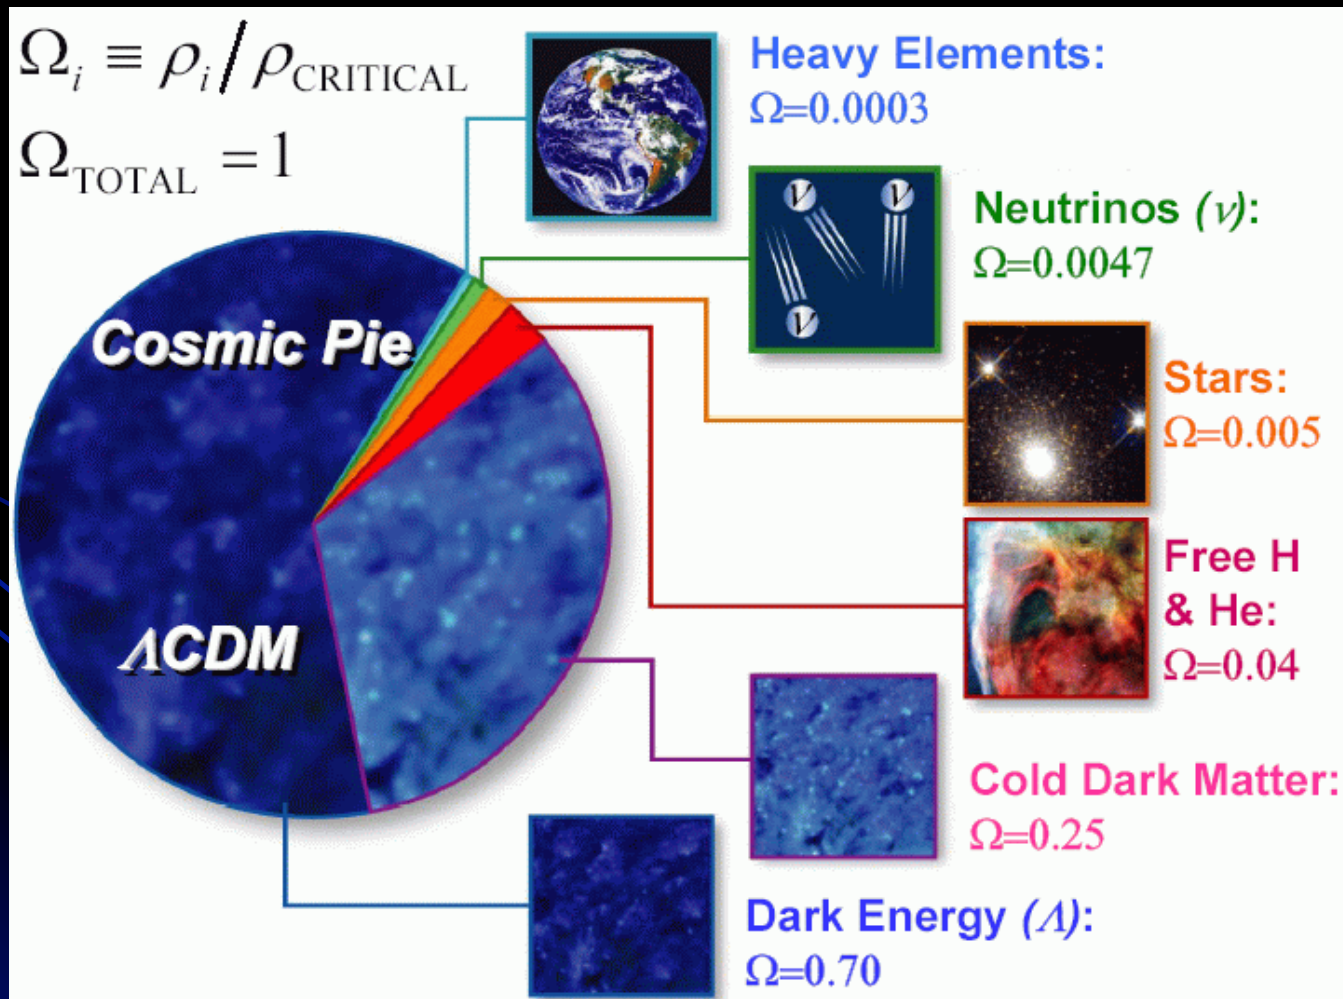 Ωᵢ ≡ ρᵢ/ρCRITICAL
ΩTOTAL = 1
Heavy Elements:
Ω=0.0003
ν ν
ν
Neutrinos (ν):
Ω=0.0047
Stars:
Ω=0.005
Free H
& He:
Ω=0.04
Cosmic Pie
ΛCDM
Cold Dark Matter:
Ω=0.25
Dark Energy (Λ):
Ω=0.70